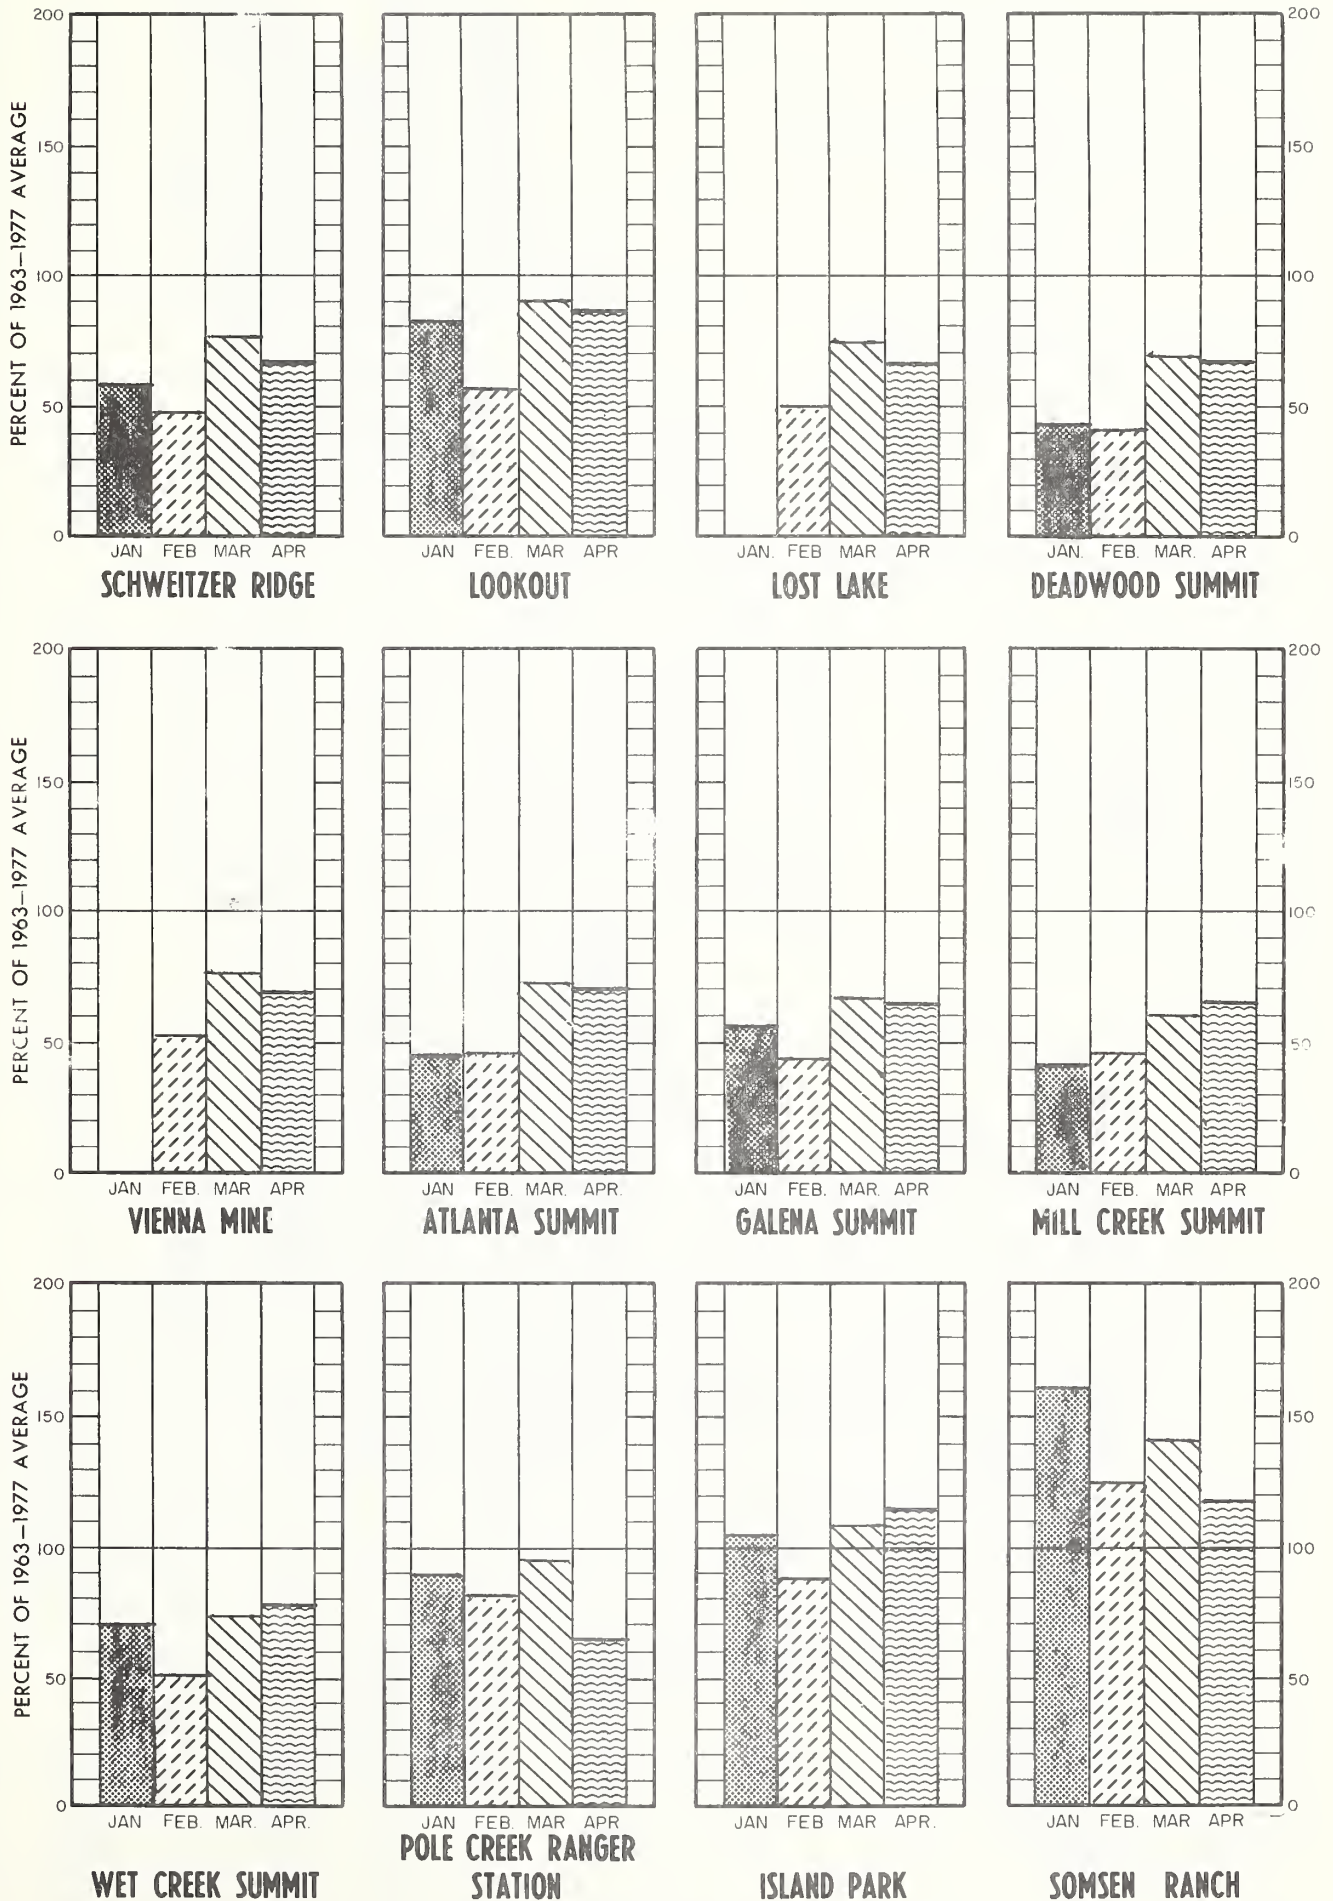 200 200
150 150
100 100
50 50
0 0
PERCENT OF 1963–1977 AVERAGE
JAN FEB MAR APR
SCHWEITZER RIDGE
JAN FEB. MAR APR
LOOKOUT
JAN. FEB MAR APR
LOST LAKE
JAN. FEB. MAR. APR
DEADWOOD SUMMIT
200 200
150 150
100 100
50 50
0 0
PERCENT OF 1963–1977 AVERAGE
JAN FEB. MAR APR
VIENNA MINE
JAN FEB. MAR. APR.
ATLANTA SUMMIT
JAN FEB. MAR. APR
GALENA SUMMIT
JAN FEB. MAR APR
MILL CREEK SUMMIT
200 200
150 150
100 100
50 50
0 0
PERCENT OF 1963–1977 AVERAGE
JAN FEB. MAR. APR.
WET CREEK SUMMIT
JAN FEB. MAR. APR
POLE CREEK RANGER
STATION
JAN FEB MAR APR.
ISLAND PARK
JAN FEB. MAR APR
SOMSEN RANCH